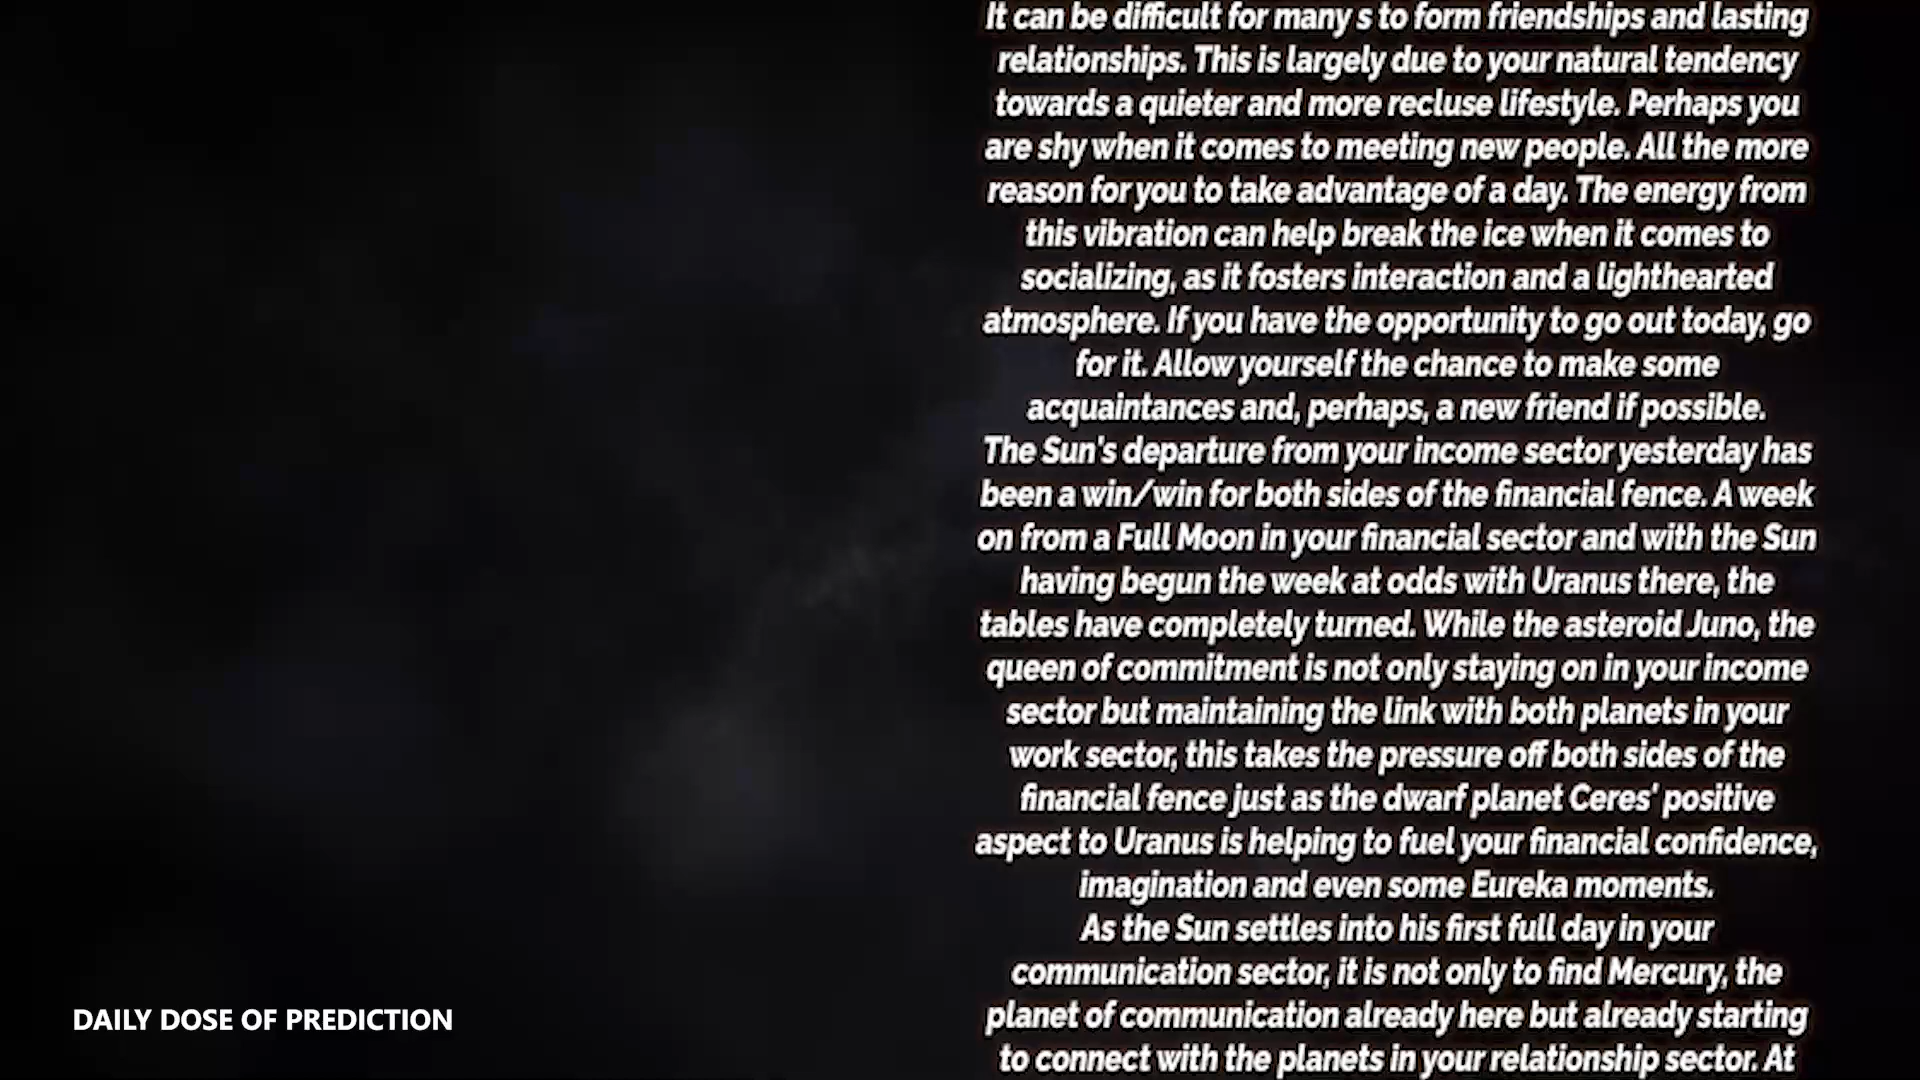 It can be difficult for many s to form friendships and lasting
relationships. This is largely due to your natural tendency
towards a quieter and more recluse lifestyle. Perhaps you
are shy when it comes to meeting new people. All the more
reason for you to take advantage of a day. The energy from
this vibration can help break the ice when it comes to
socializing, as it fosters interaction and a lighthearted
atmosphere. If you have the opportunity to go out today, go
for it. Allow yourself the chance to make some
acquaintances and, perhaps, a new friend if possible.
The Sun's departure from your income sector yesterday has
been a win/win for both sides of the financial fence. A week
on from a Full Moon in your financial sector and with the Sun
having begun the week at odds with Uranus there, the
tables have completely turned. While the asteroid Juno, the
queen of commitment is not only staying on in your income
sector but maintaining the link with both planets in your
work sector, this takes the pressure off both sides of the
financial fence just as the dwarf planet Ceres' positive
aspect to Uranus is helping to fuel your financial confidence,
imagination and even some Eureka moments.
As the Sun settles into his first full day in your
communication sector, it is not only to find Mercury, the
planet of communication already here but already starting
to connect with the planets in your relationship sector. At
DAILY DOSE OF PREDICTION